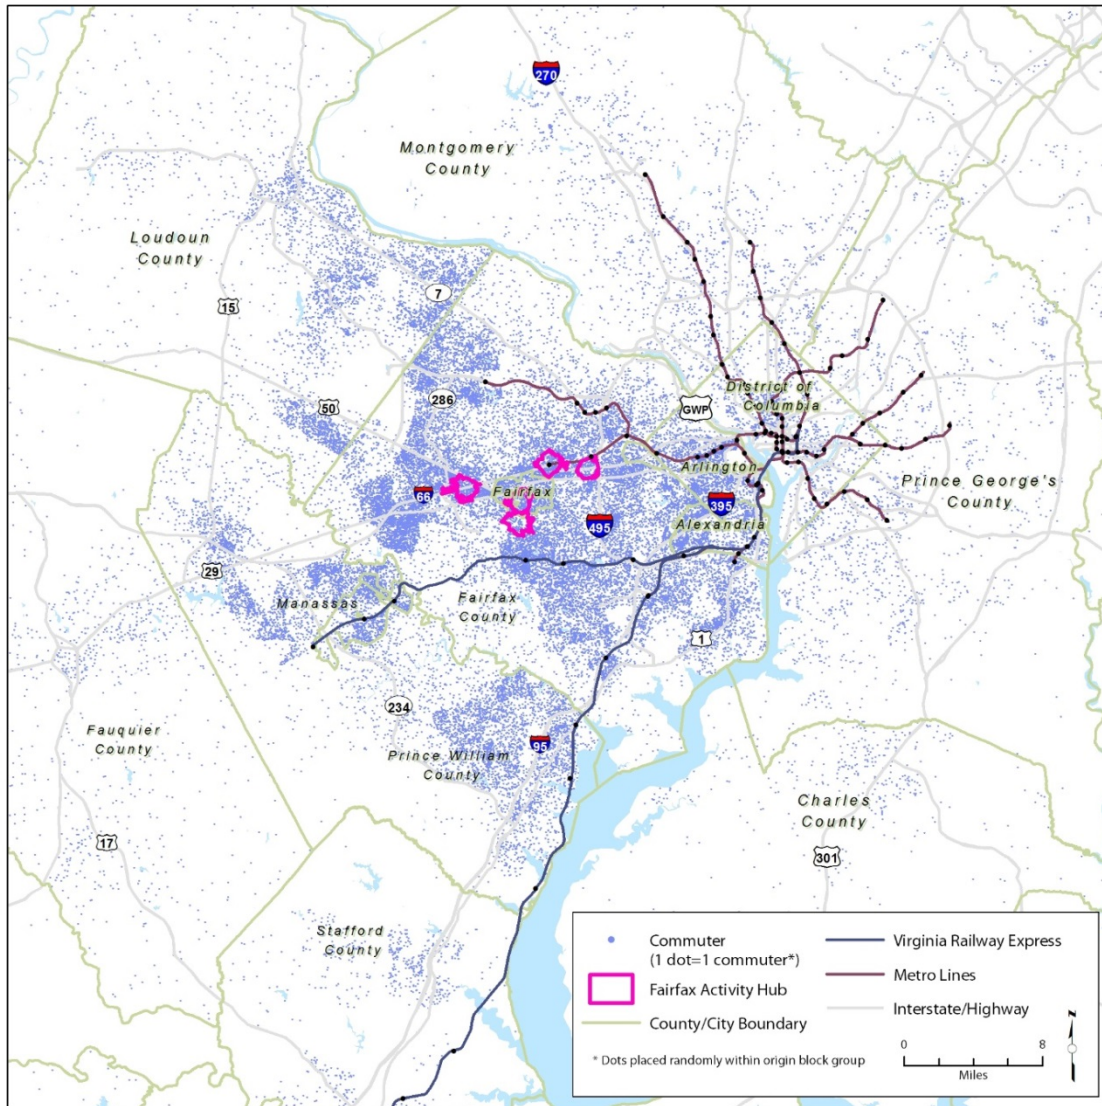 270
Montgomery
County
Loudoun
County
7
15
District of
Columbia
286
50
GWP
Arlington
Prince George's
County
66
Fairfax
395
495
Alexandria
29
Manassas
Fairfax
County
1
234
Fauquier
County
95
Prince William
County
Charles
County
17
301
Stafford
County
Commuter
(1 dot=1 commuter*)
Fairfax Activity Hub
County/City Boundary
* Dots placed randomly within origin block group
Virginia Railway Express
Metro Lines
Interstate/Highway
N
0 8
Miles